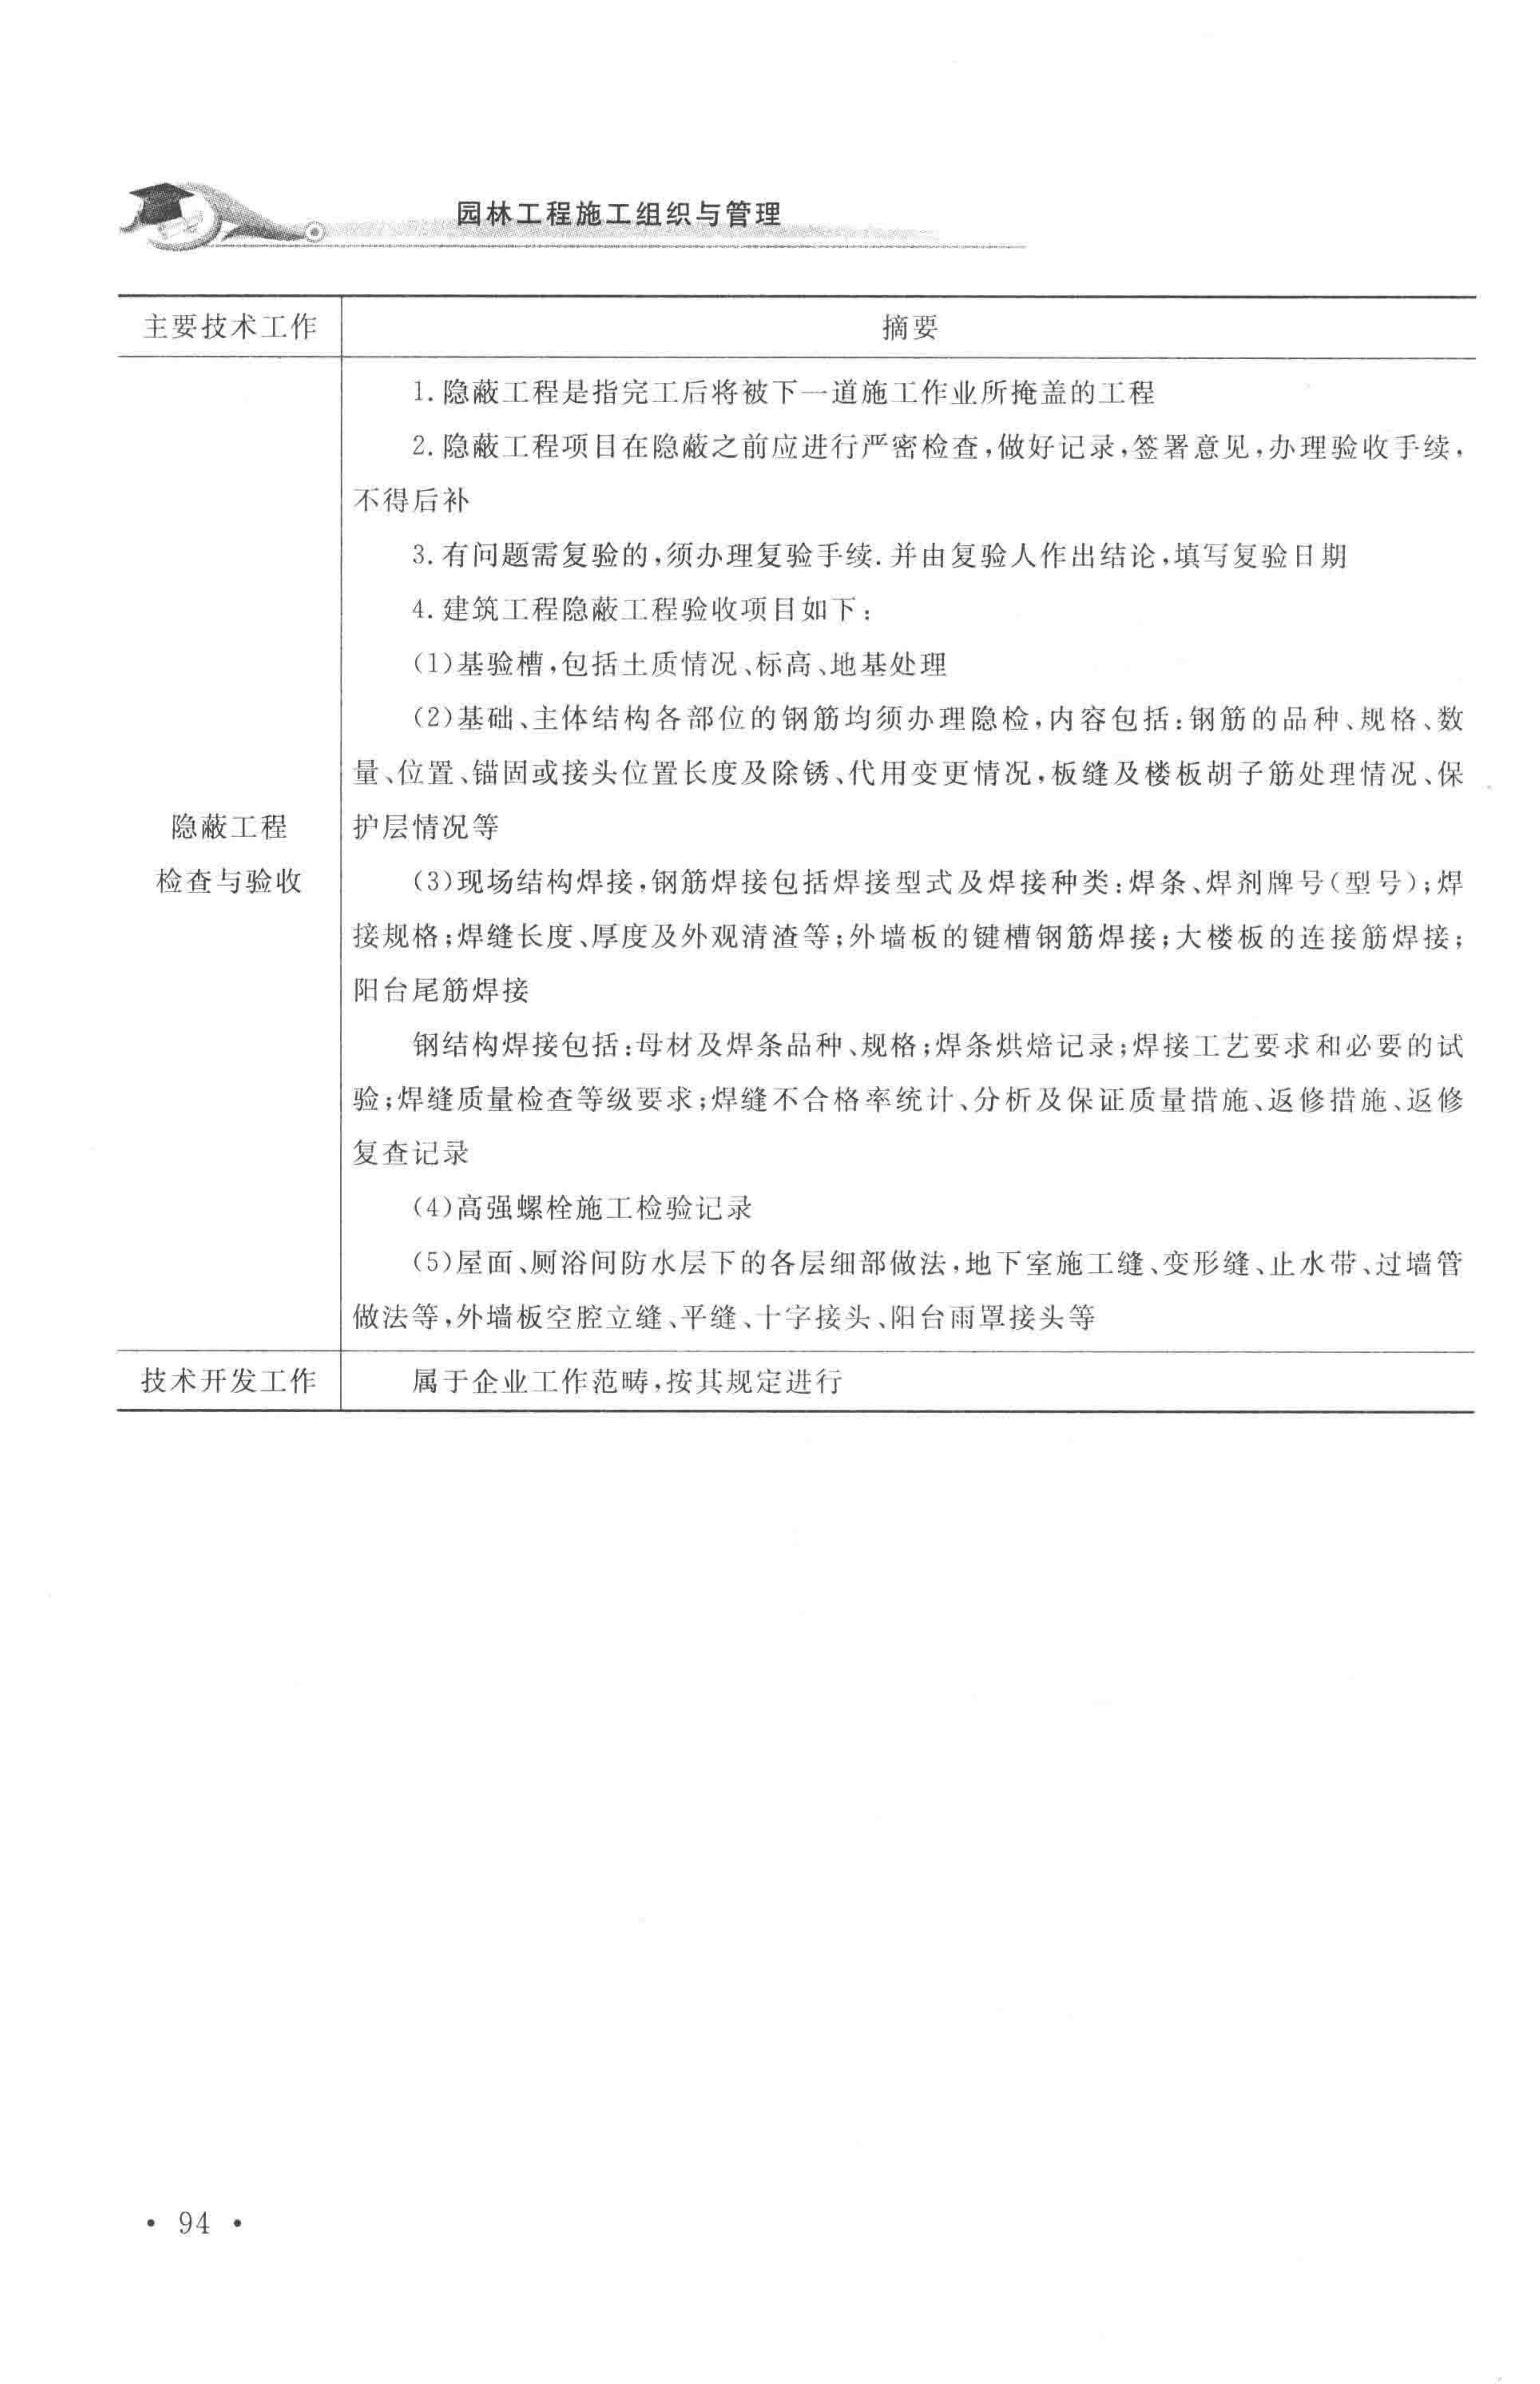 园林工程施工组织与管理
主要技术工作 摘要
1.隐蔽工程是指完工后将被下一道施工作业所掩盖的工程
2.隐蔽工程项目在隐蔽之前应进行严密检查,做好记录,签署意见,办理验收手续,
不得后补
3.有问题需复验的,须办理复验手续.并由复验人作出结论,填写复验日期
4.建筑工程隐蔽工程验收项目如下:
(1)基验槽,包括土质情况、标高、地基处理
(2)基础、主体结构各部位的钢筋均须办理隐检,内容包括:钢筋的品种、规格、数
量、位置、锚固或接头位置长度及除锈、代用变更情况,板缝及楼板胡子筋处理情况、保
隐蔽工程 护层情况等
检查与验收 (3)现场结构焊接,钢筋焊接包括焊接型式及焊接种类:焊条、焊剂牌号(型号);焊
接规格;焊缝长度、厚度及外观清渣等;外墙板的键槽钢筋焊接;大楼板的连接筋焊接;
阳台尾筋焊接
钢结构焊接包括:母材及焊条品种、规格;焊条烘焙记录;焊接工艺要求和必要的试
验;焊缝质量检查等级要求;焊缝不合格率统计、分析及保证质量措施、返修措施、返修
复查记录
(4)高强螺栓施工检验记录
(5)屋面、厕浴间防水层下的各层细部做法,地下室施工缝、变形缝、止水带、过墙管
做法等,外墙板空腔立缝、平缝、十字接头、阳台雨罩接头等
技术开发工作 属于企业工作范畴,按其规定进行
• 94 •